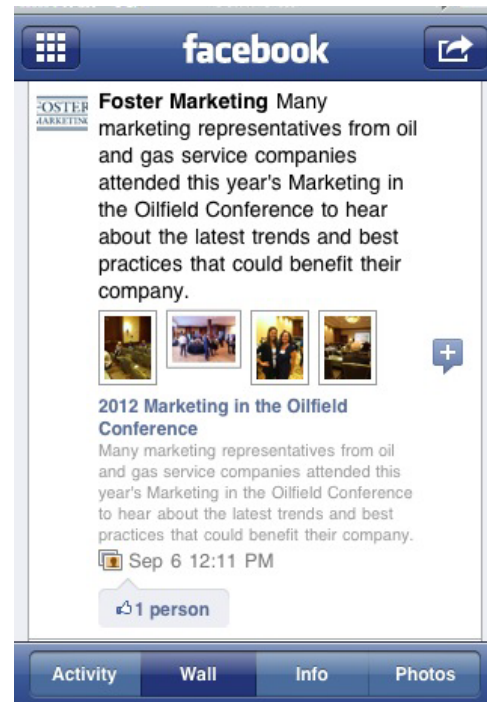 facebook
FOSTER
MARKETING
Foster Marketing Many
marketing representatives from oil
and gas service companies
attended this year's Marketing in
the Oilfield Conference to hear
about the latest trends and best
practices that could benefit their
company.
2012 Marketing in the Oilfield
Conference
Many marketing representatives from oil
and gas service companies attended this
year's Marketing in the Oilfield Conference
to hear about the latest trends and best
practices that could benefit their company.
Sep 6 12:11 PM
1 person
Activity Wall Info Photos